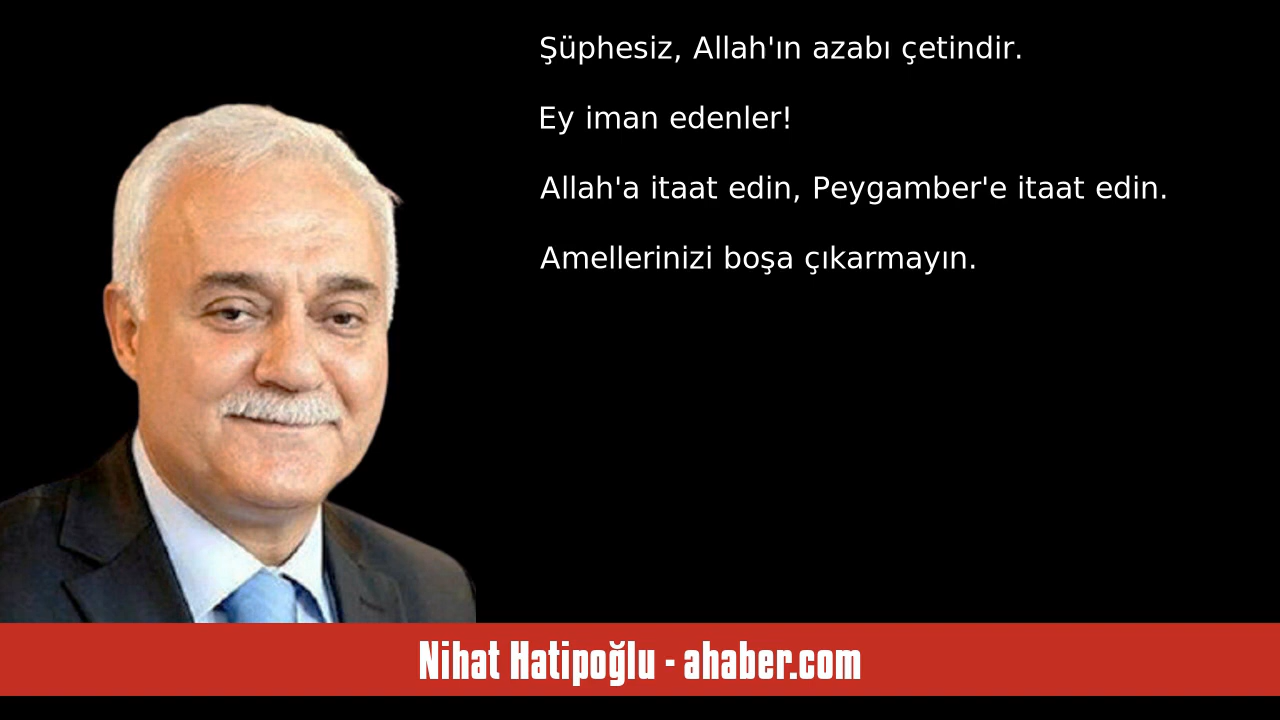 Şüphesiz, Allah'ın azabı çetindir.
Ey iman edenler!
Allah'a itaat edin, Peygamber'e itaat edin.
Amellerinizi boşa çıkarmayın.
Nihat Hatipoğlu - ahaber.com